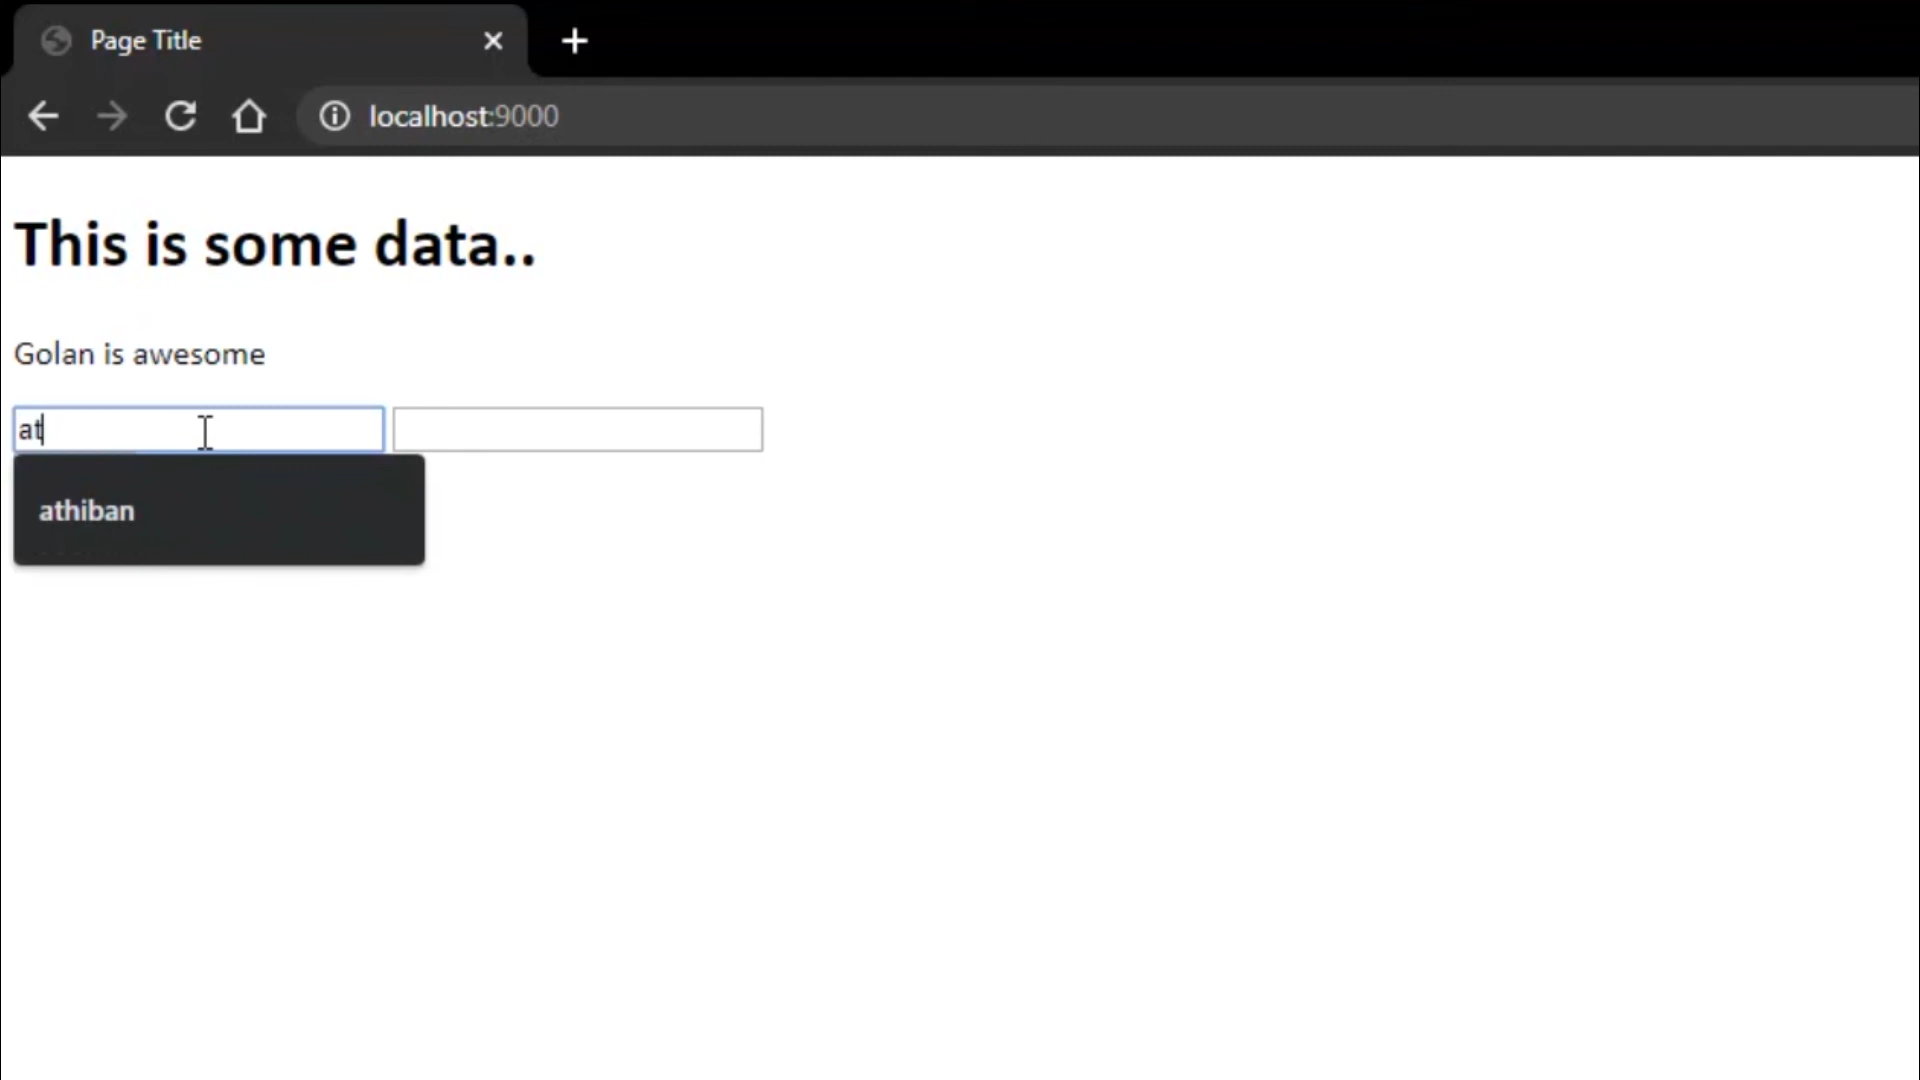 Page Title
localhost:9000
This is some data..
Golan is awesome
at
athiban